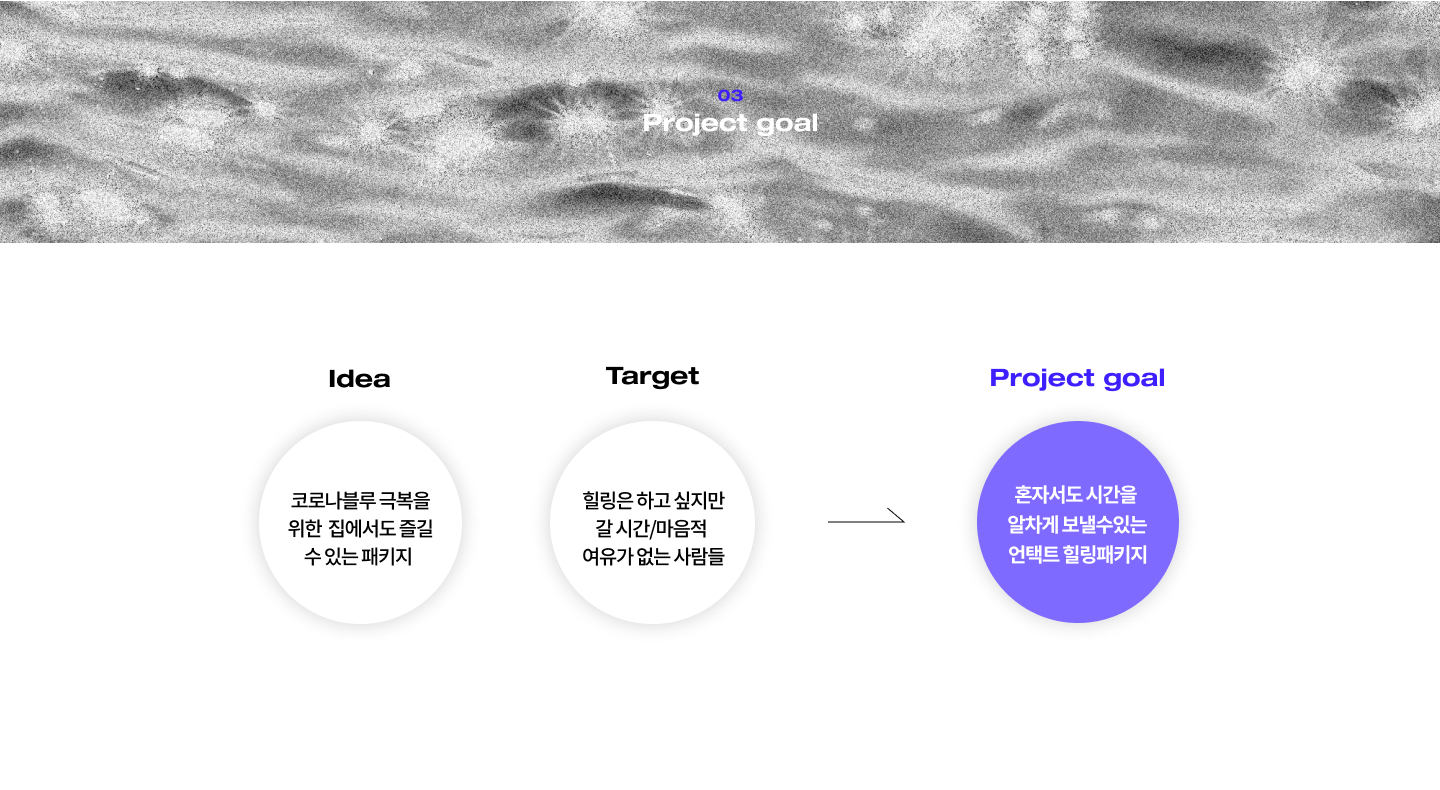 03
Project goal
Idea
코로나블루 극복을
위한 집에서도 즐길
수 있는 패키지
Target
힐링은 하고 싶지만
갈 시간/마음적
여유가 없는 사람들
Project goal
혼자서도 시간을
알차게 보낼수있는
언택트 힐링패키지